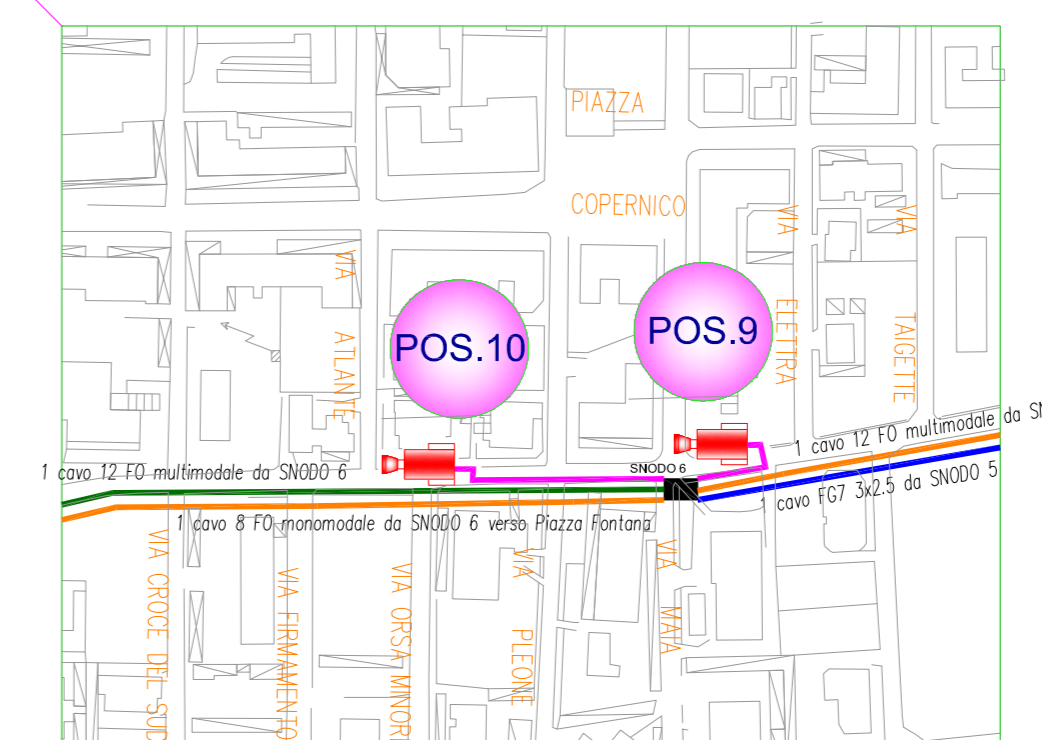 PIAZZA
COPERNICO
VIA
ATLANTE
POS.10
POS.9
VIA
ELETTRA
VIA
TAIGETTE
1 cavo 12 FO multimodale da SNODO 6
SNODO 6
1 cavo 12 FO multimodale da
1 cavo FG7 3x2.5 da SNODO 5
1 cavo 8 FO monomodale da SNODO 6 verso Piazza Fontana
VIA CROCE DEL SUD
VIA FIRMAMENTO
VIA ORSA MINOR
VIA
PLEONE
VIA
MAIA